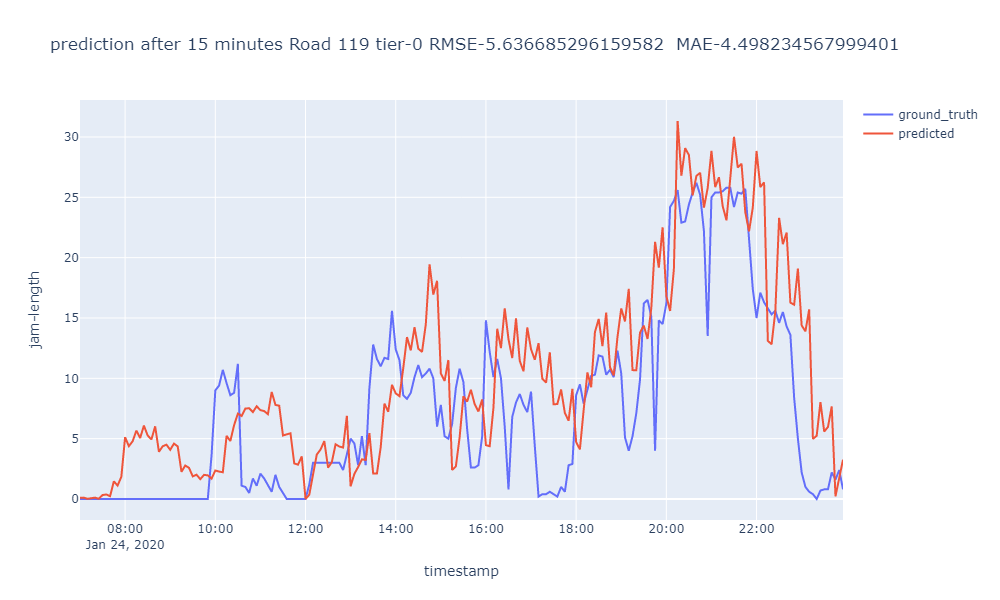 prediction after 15 minutes Road 119 tier-0 RMSE-5.636685296159582  MAE-4.498234567999401
ground_truth
predicted
30
25
20
15
10
5
0
jam-length
08:00
10:00
12:00
14:00
16:00
18:00
20:00
22:00
Jan 24, 2020
timestamp